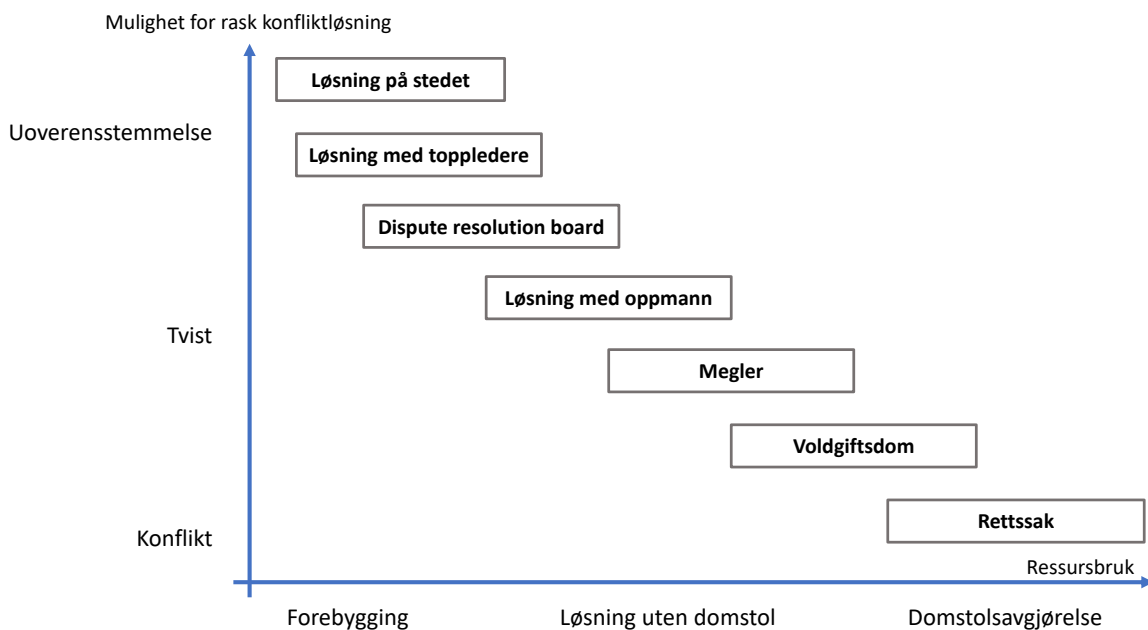 Mulighet for rask konfliktløsning
Løsning på stedet
Uoverensstemmelse
Løsning med toppledere
Dispute resolution board
Løsning med oppmann
Tvist
Megler
Voldgiftsdom
Rettssak
Konflikt
Ressursbruk
Forebygging
Løsning uten domstol
Domstolsavgjørelse